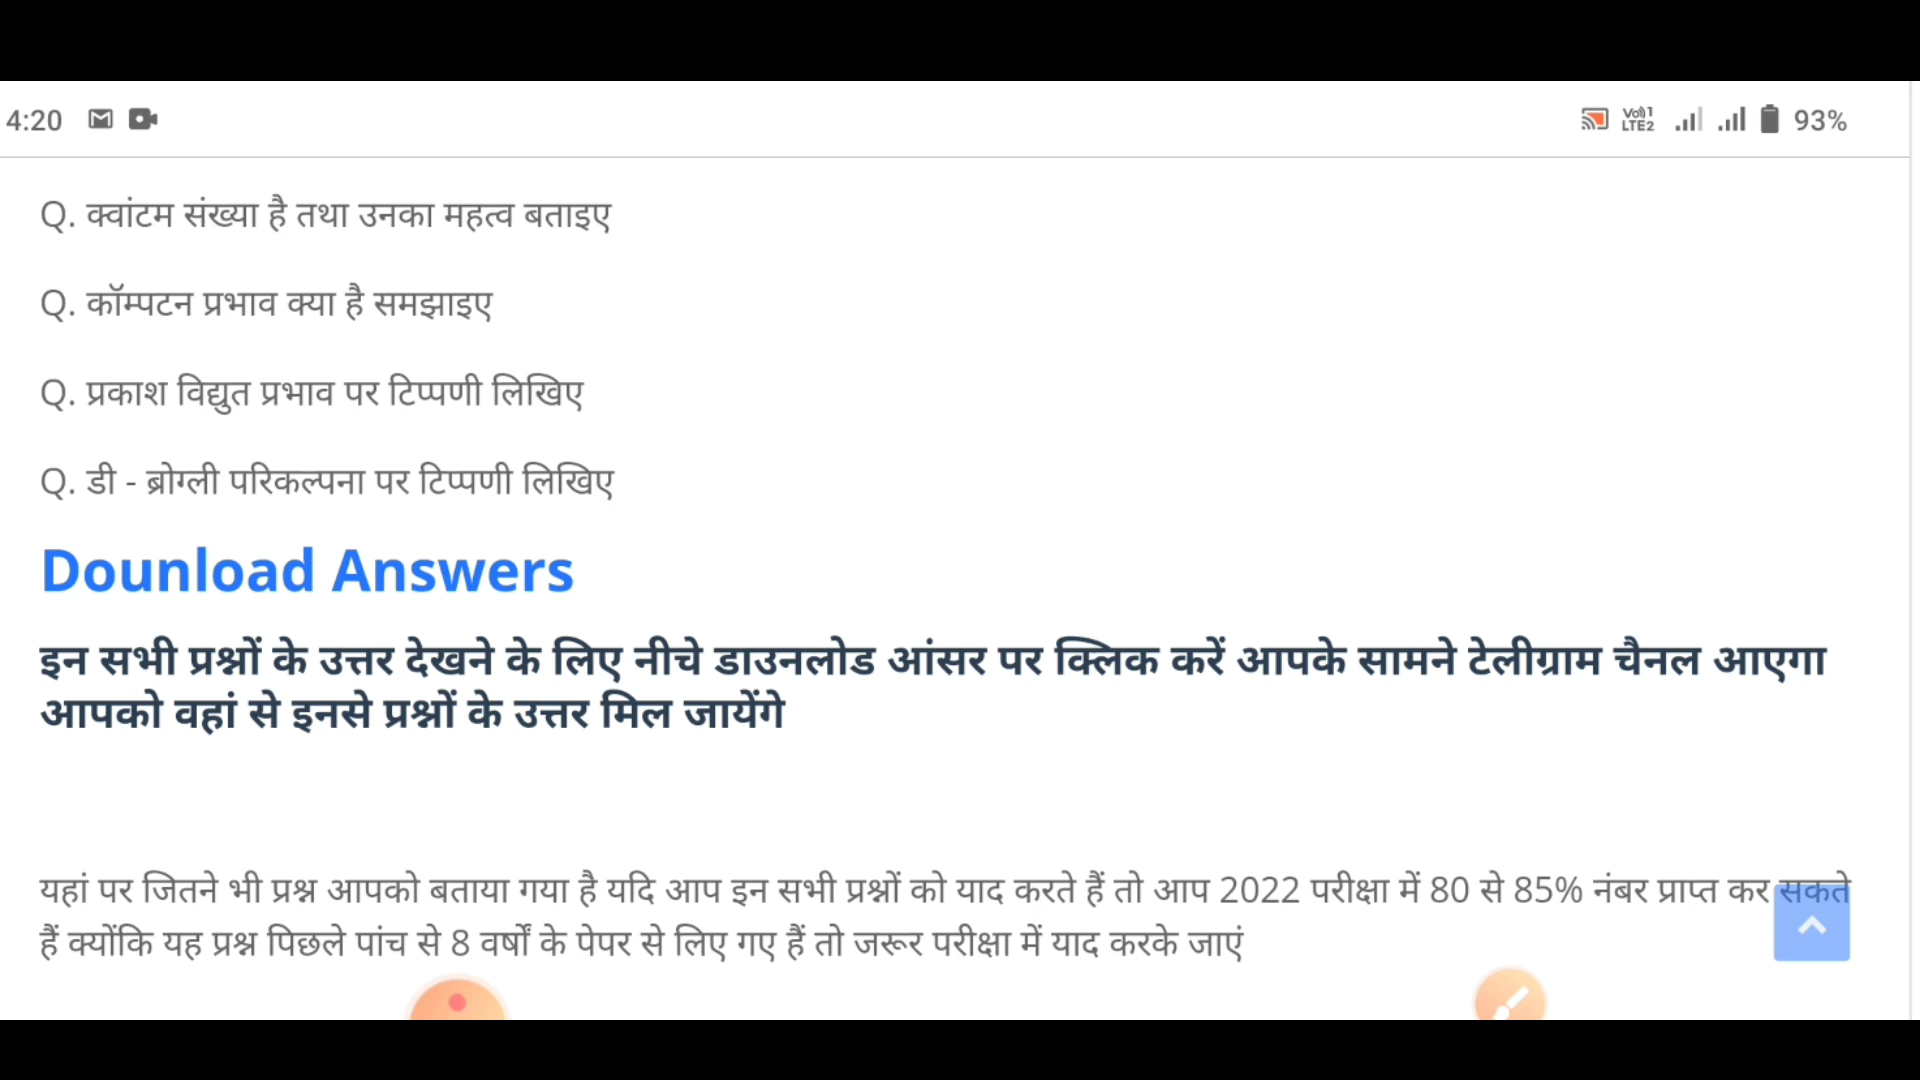 4:20
Vo)) 1
LTE2
93%
Q. क्वांटम संख्या है तथा उनका महत्व बताइए
Q. कॉम्पटन प्रभाव क्या है समझाइए
Q. प्रकाश विद्युत प्रभाव पर टिप्पणी लिखिए
Q. डी - ब्रोग्ली परिकल्पना पर टिप्पणी लिखिए
Dounload Answers
इन सभी प्रश्नों के उत्तर देखने के लिए नीचे डाउनलोड आंसर पर क्लिक करें आपके सामने टेलीग्राम चैनल आएगा
आपको वहां से इनसे प्रश्नों के उत्तर मिल जायेंगे
यहां पर जितने भी प्रश्न आपको बताया गया है यदि आप इन सभी प्रश्नों को याद करते हैं तो आप 2022 परीक्षा में 80 से 85% नंबर प्राप्त कर सकते
हैं क्योंकि यह प्रश्न पिछले पांच से 8 वर्षों के पेपर से लिए गए हैं तो जरूर परीक्षा में याद करके जाएं